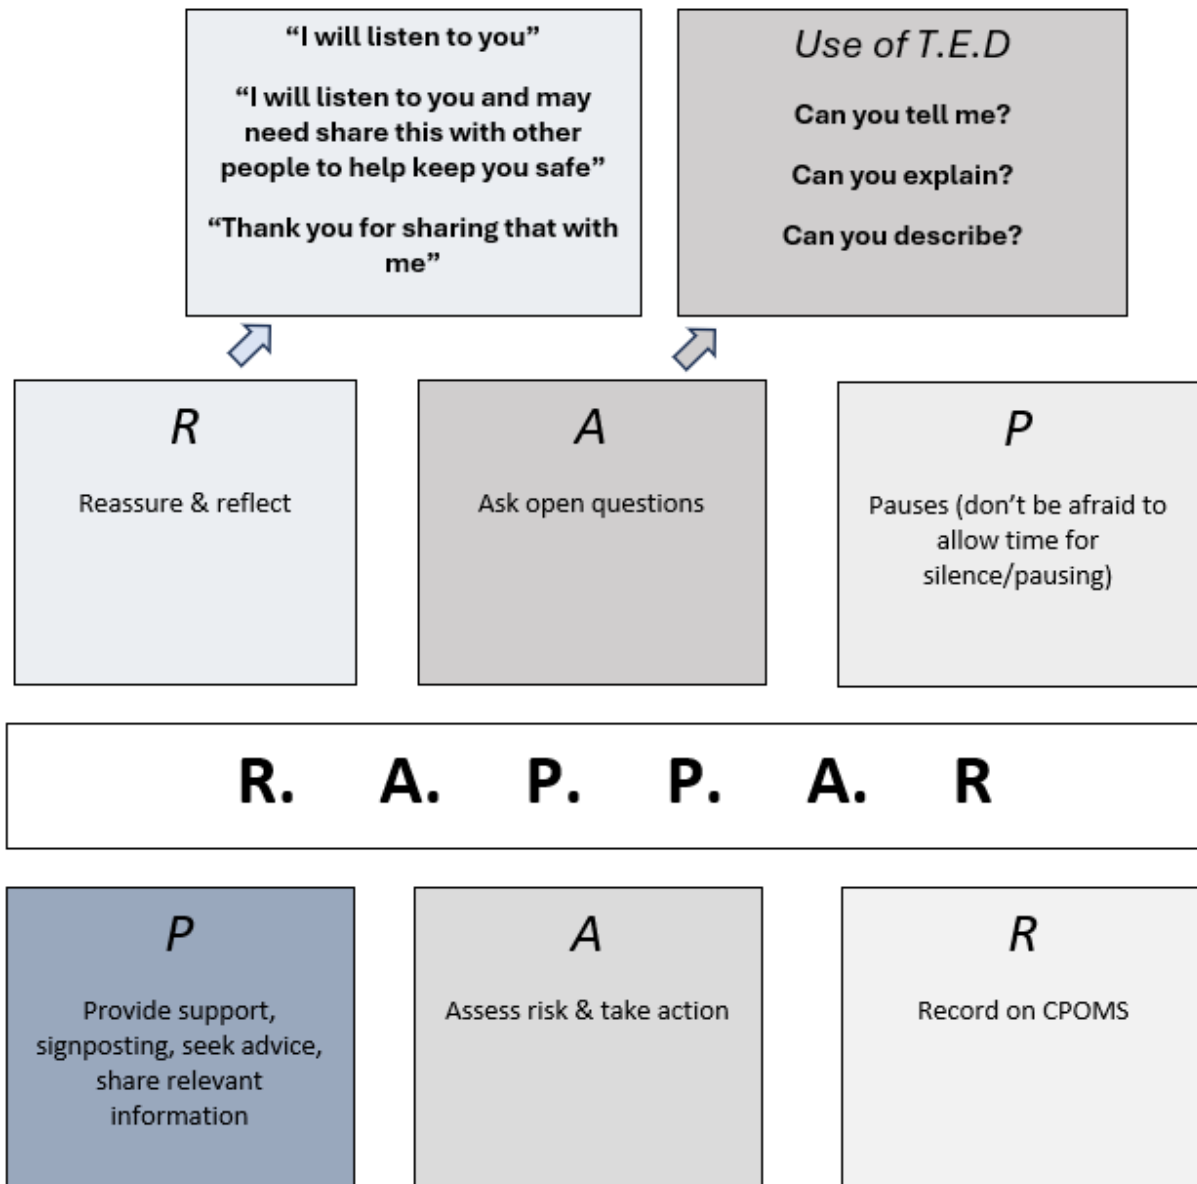 “I will listen to you”
“I will listen to you and may
need share this with other
people to help keep you safe”
“Thank you for sharing that with
me”
Use of T.E.D
Can you tell me?
Can you explain?
Can you describe?
R
Reassure & reflect
A
Ask open questions
P
Pauses (don’t be afraid to
allow time for
silence/pausing)
R. A. P. P. A. R
P
Provide support,
signposting, seek advice,
share relevant
information
A
Assess risk & take action
R
Record on CPOMS